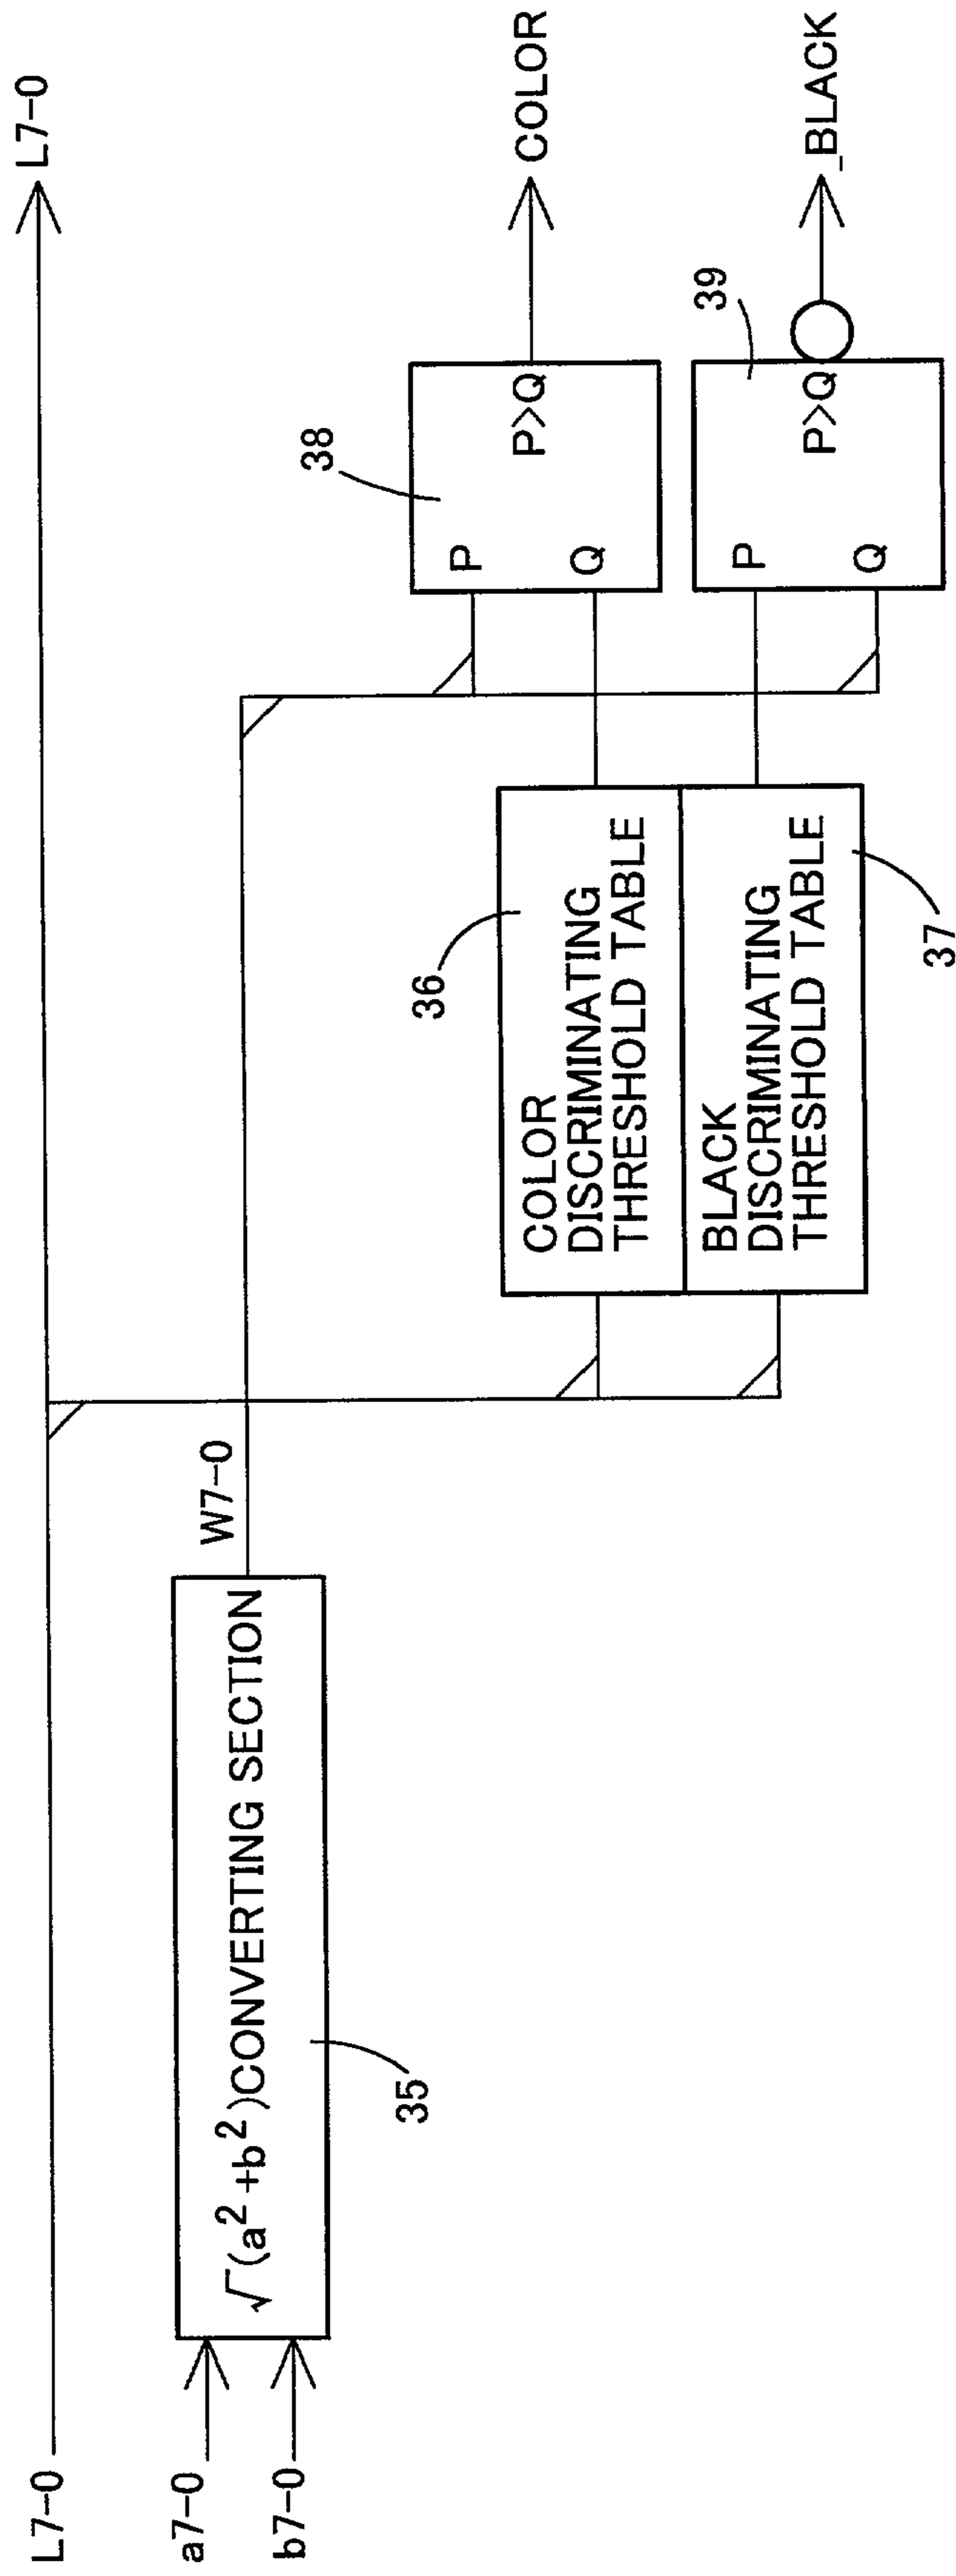 L7-0
L7-0
a7-0
b7-0
√(a²+b²)CONVERTING SECTION
35
W7-0
36
COLOR
DISCRIMINATING
THRESHOLD TABLE
BLACK
DISCRIMINATING
THRESHOLD TABLE
37
38
P
Q
P>Q
COLOR
39
P
Q
P>Q
_BLACK